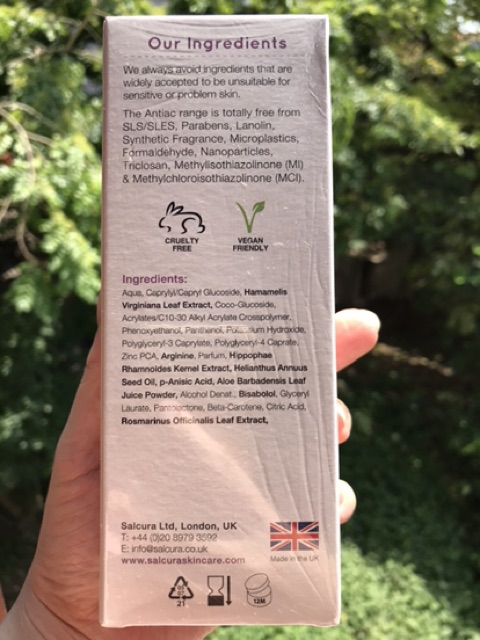 Our Ingredients
We always avoid ingredients that are
widely accepted to be unsuitable for
sensitive or problem skin.
The Antiac range is totally free from
SLS/SLES, Parabens, Lanolin,
Synthetic Fragrance, Microplastics,
Formaldehyde, Nanoparticles,
Triclosan, Methylisothiazolinone (MI)
& Methylchloroisothiazolinone (MCI).
CRUELTY
FREE
VEGAN
FRIENDLY
Ingredients:
Aqua, Caprylyl/Capryl Glucoside, Hamamelis
Virginiana Leaf Extract, Coco-Glucoside,
Acrylates/C10-30 Alkyl Acrylate Crosspolymer,
Phenoxyethanol, Panthenol, Potassium Hydroxide,
Polyglyceryl-3 Caprylate, Polyglyceryl-4 Caprate,
Zinc PCA, Arginine, Parfum, Hippophae
Rhamnoides Kernel Extract, Helianthus Annuus
Seed Oil, p-Anisic Acid, Aloe Barbadensis Leaf
Juice Powder, Alcohol Denat., Bisabolol, Glyceryl
Laurate, Pantolactone, Beta-Carotene, Citric Acid,
Rosmarinus Officinalis Leaf Extract,
Salcura Ltd, London, UK
T: +44 (0)20 8979 3592
E: info@salcura.co.uk
www.salcuraskincare.com
Made in the UK
21
12M